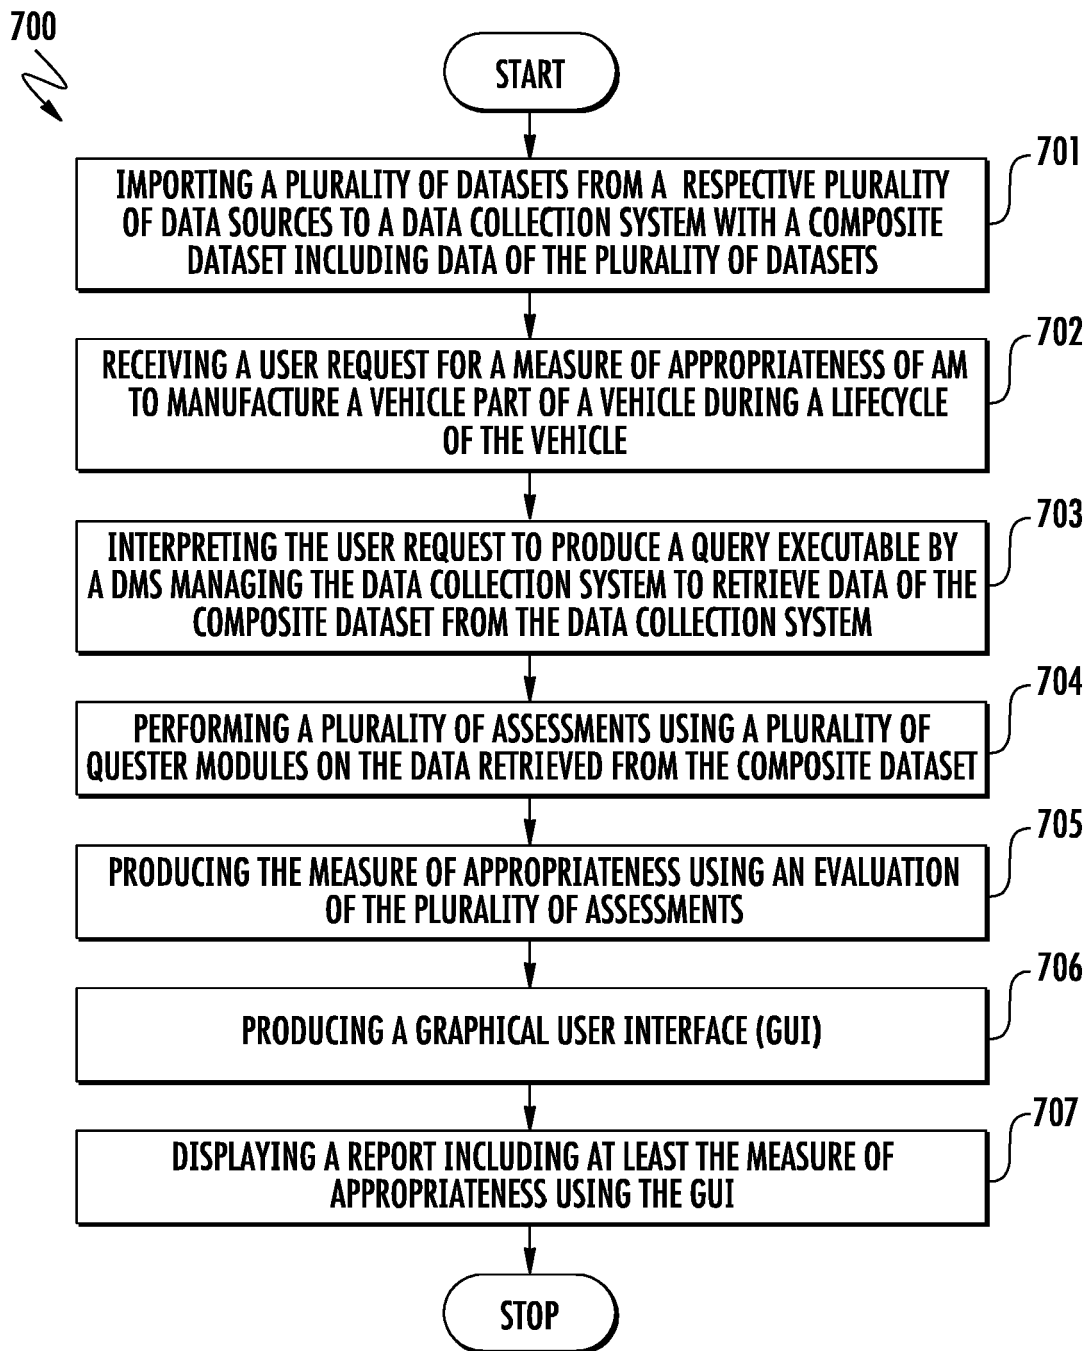 700
START
701
IMPORTING A PLURALITY OF DATASETS FROM A RESPECTIVE PLURALITY
OF DATA SOURCES TO A DATA COLLECTION SYSTEM WITH A COMPOSITE
DATASET INCLUDING DATA OF THE PLURALITY OF DATASETS
702
RECEIVING A USER REQUEST FOR A MEASURE OF APPROPRIATENESS OF AM
TO MANUFACTURE A VEHICLE PART OF A VEHICLE DURING A LIFECYCLE
OF THE VEHICLE
703
INTERPRETING THE USER REQUEST TO PRODUCE A QUERY EXECUTABLE BY
A DMS MANAGING THE DATA COLLECTION SYSTEM TO RETRIEVE DATA OF THE
COMPOSITE DATASET FROM THE DATA COLLECTION SYSTEM
704
PERFORMING A PLURALITY OF ASSESSMENTS USING A PLURALITY OF
QUESTER MODULES ON THE DATA RETRIEVED FROM THE COMPOSITE DATASET
705
PRODUCING THE MEASURE OF APPROPRIATENESS USING AN EVALUATION
OF THE PLURALITY OF ASSESSMENTS
706
PRODUCING A GRAPHICAL USER INTERFACE (GUI)
707
DISPLAYING A REPORT INCLUDING AT LEAST THE MEASURE OF
APPROPRIATENESS USING THE GUI
STOP